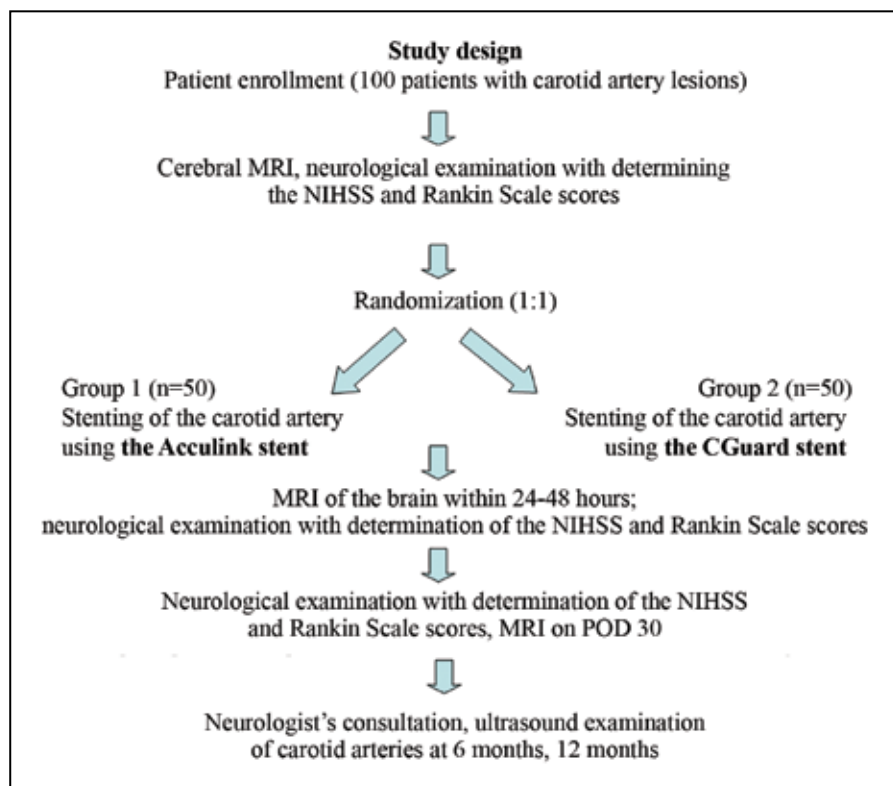 Study design
Patient enrollment (100 patients with carotid artery lesions)
Cerebral MRI, neurological examination with determining
the NIHSS and Rankin Scale scores
Randomization (1:1)
Group 1 (n=50)
Stenting of the carotid artery
using the Acculink stent
Group 2 (n=50)
Stenting of the carotid artery
using the CGuard stent
MRI of the brain within 24-48 hours;
neurological examination with determination of the NIHSS and Rankin Scale scores
Neurological examination with determination of the NIHSS
and Rankin Scale scores, MRI on POD 30
Neurologist's consultation, ultrasound examination
of carotid arteries at 6 months, 12 months